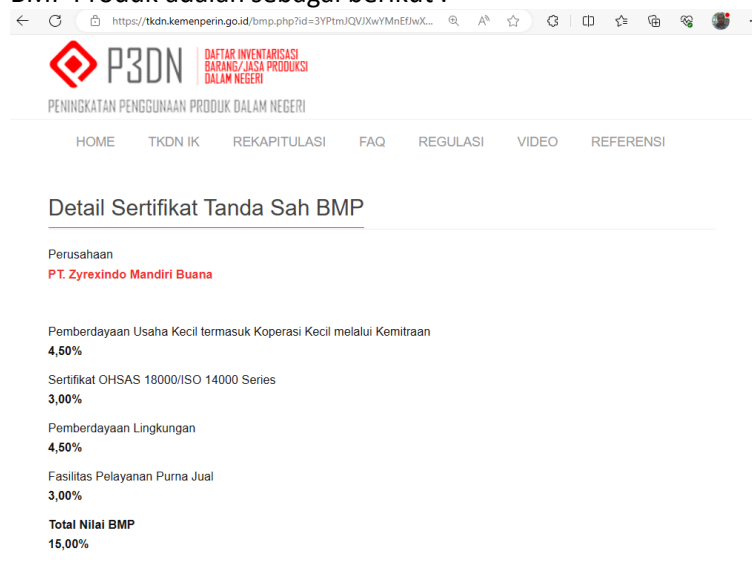 BMP Produk adalah sebagai berikut :
https://tkdn.kemenperin.go.id/bmp.php?id=3YPtmJQVJXwYMnEfJwX...
P3DN
DAFTAR INVENTARISASI
BARANG/JASA PRODUKSI
DALAM NEGERI
PENINGKATAN PENGGUNAAN PRODUK DALAM NEGERI
HOME TKDN IK REKAPITULASI FAQ REGULASI VIDEO REFERENSI
Detail Sertifikat Tanda Sah BMP
Perusahaan
PT. Zyrexindo Mandiri Buana
Pemberdayaan Usaha Kecil termasuk Koperasi Kecil melalui Kemitraan
4,50%
Sertifikat OHSAS 18000/ISO 14000 Series
3,00%
Pemberdayaan Lingkungan
4,50%
Fasilitas Pelayanan Purna Jual
3,00%
Total Nilai BMP
15,00%